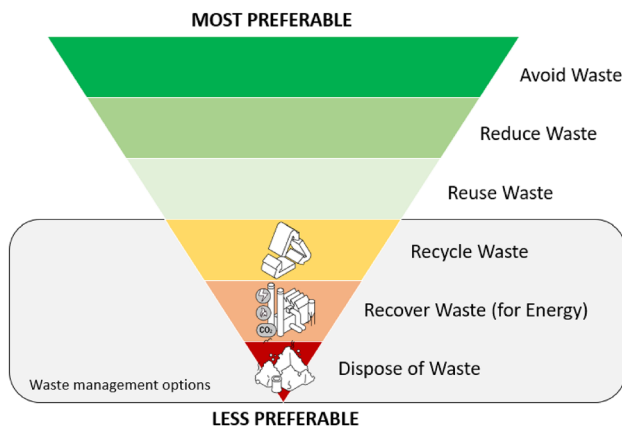 MOST PREFERABLE
Avoid Waste
Reduce Waste
Reuse Waste
Recycle Waste
Recover Waste (for Energy)
CO₂
Dispose of Waste
Waste management options
LESS PREFERABLE